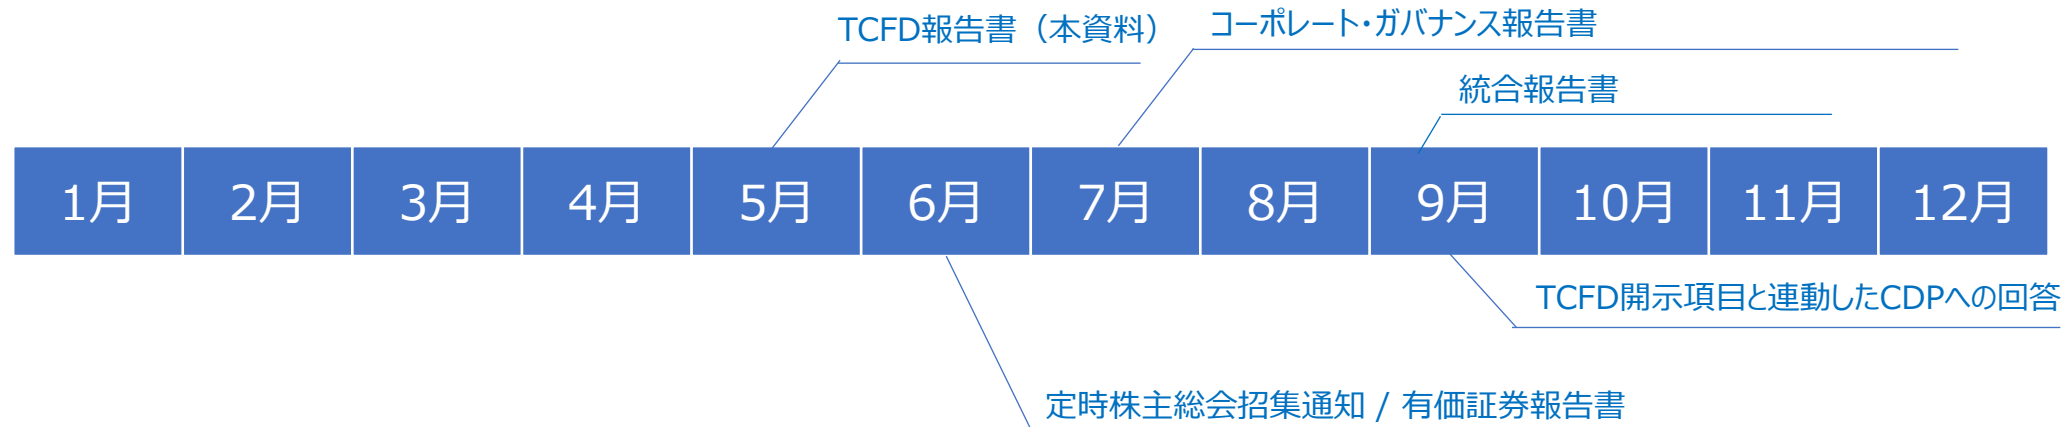 TCFD報告書（本資料）
コーポレート・ガバナンス報告書
統合報告書
1月 2月 3月 4月 5月 6月 7月 8月 9月 10月 11月 12月
TCFD開示項目と連動したCDPへの回答
定時株主総会招集通知 / 有価証券報告書